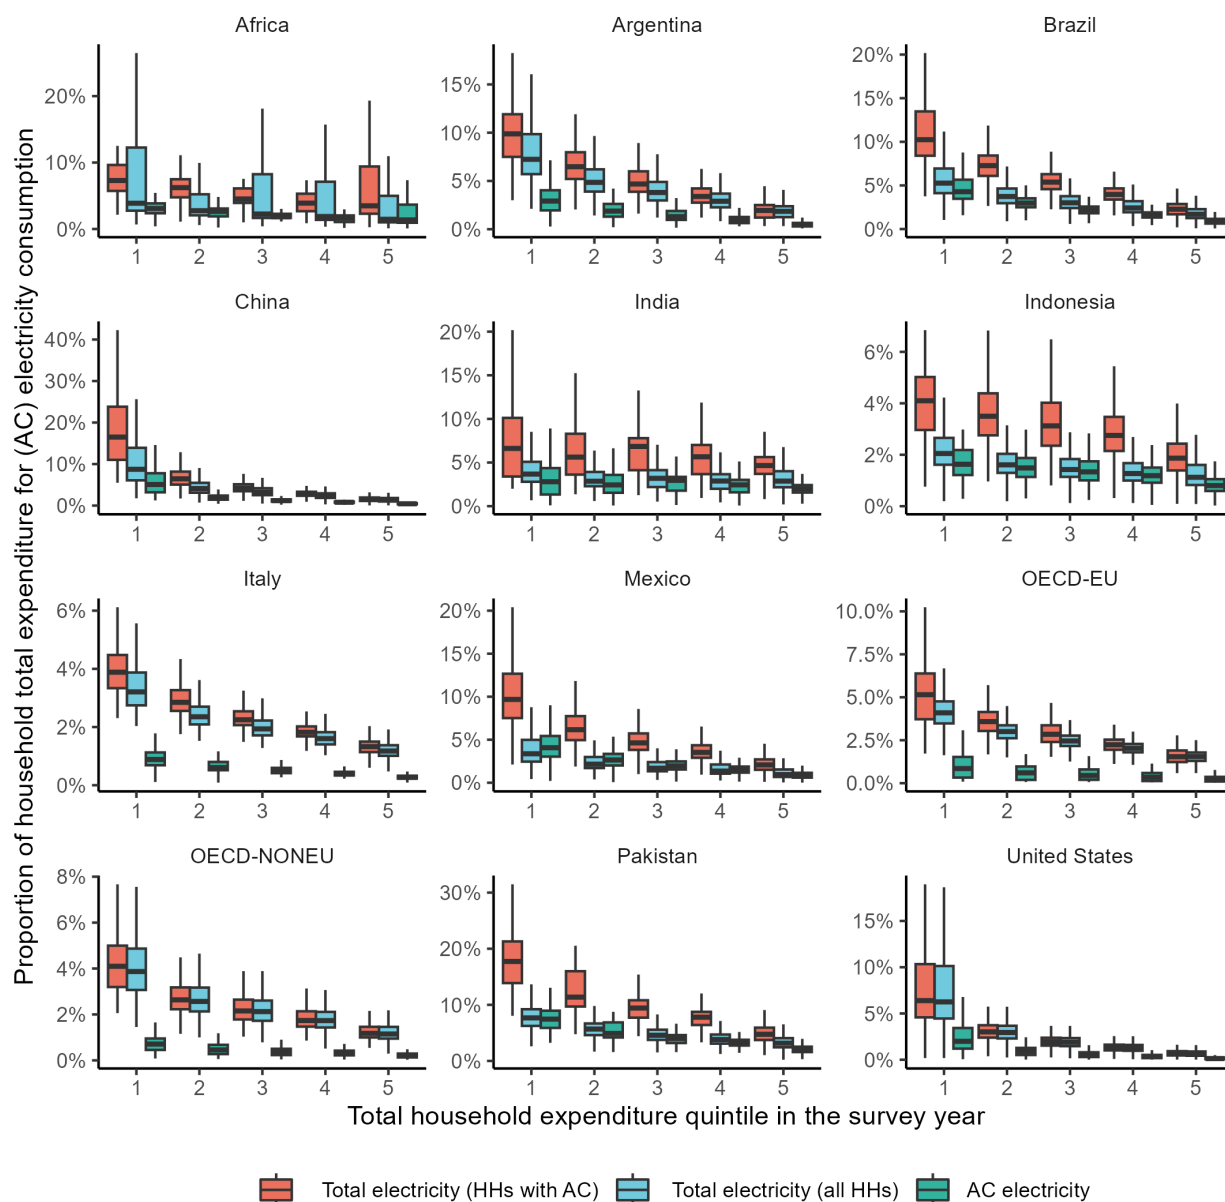 Proportion of household total expenditure for (AC) electricity consumption
Africa
20%
10%
0%
1 2 3 4 5
Argentina
15%
10%
5%
0%
1 2 3 4 5
Brazil
20%
15%
10%
5%
0%
1 2 3 4 5
China
40%
30%
20%
10%
0%
1 2 3 4 5
India
20%
15%
10%
5%
0%
1 2 3 4 5
Indonesia
6%
4%
2%
0%
1 2 3 4 5
Italy
6%
4%
2%
0%
1 2 3 4 5
Mexico
20%
15%
10%
5%
0%
1 2 3 4 5
OECD-EU
10.0%
7.5%
5.0%
2.5%
0.0%
1 2 3 4 5
OECD-NONEU
8%
6%
4%
2%
0%
1 2 3 4 5
Pakistan
30%
20%
10%
0%
1 2 3 4 5
United States
15%
10%
5%
0%
1 2 3 4 5
Total household expenditure quintile in the survey year
Total electricity (HHs with AC) Total electricity (all HHs) AC electricity